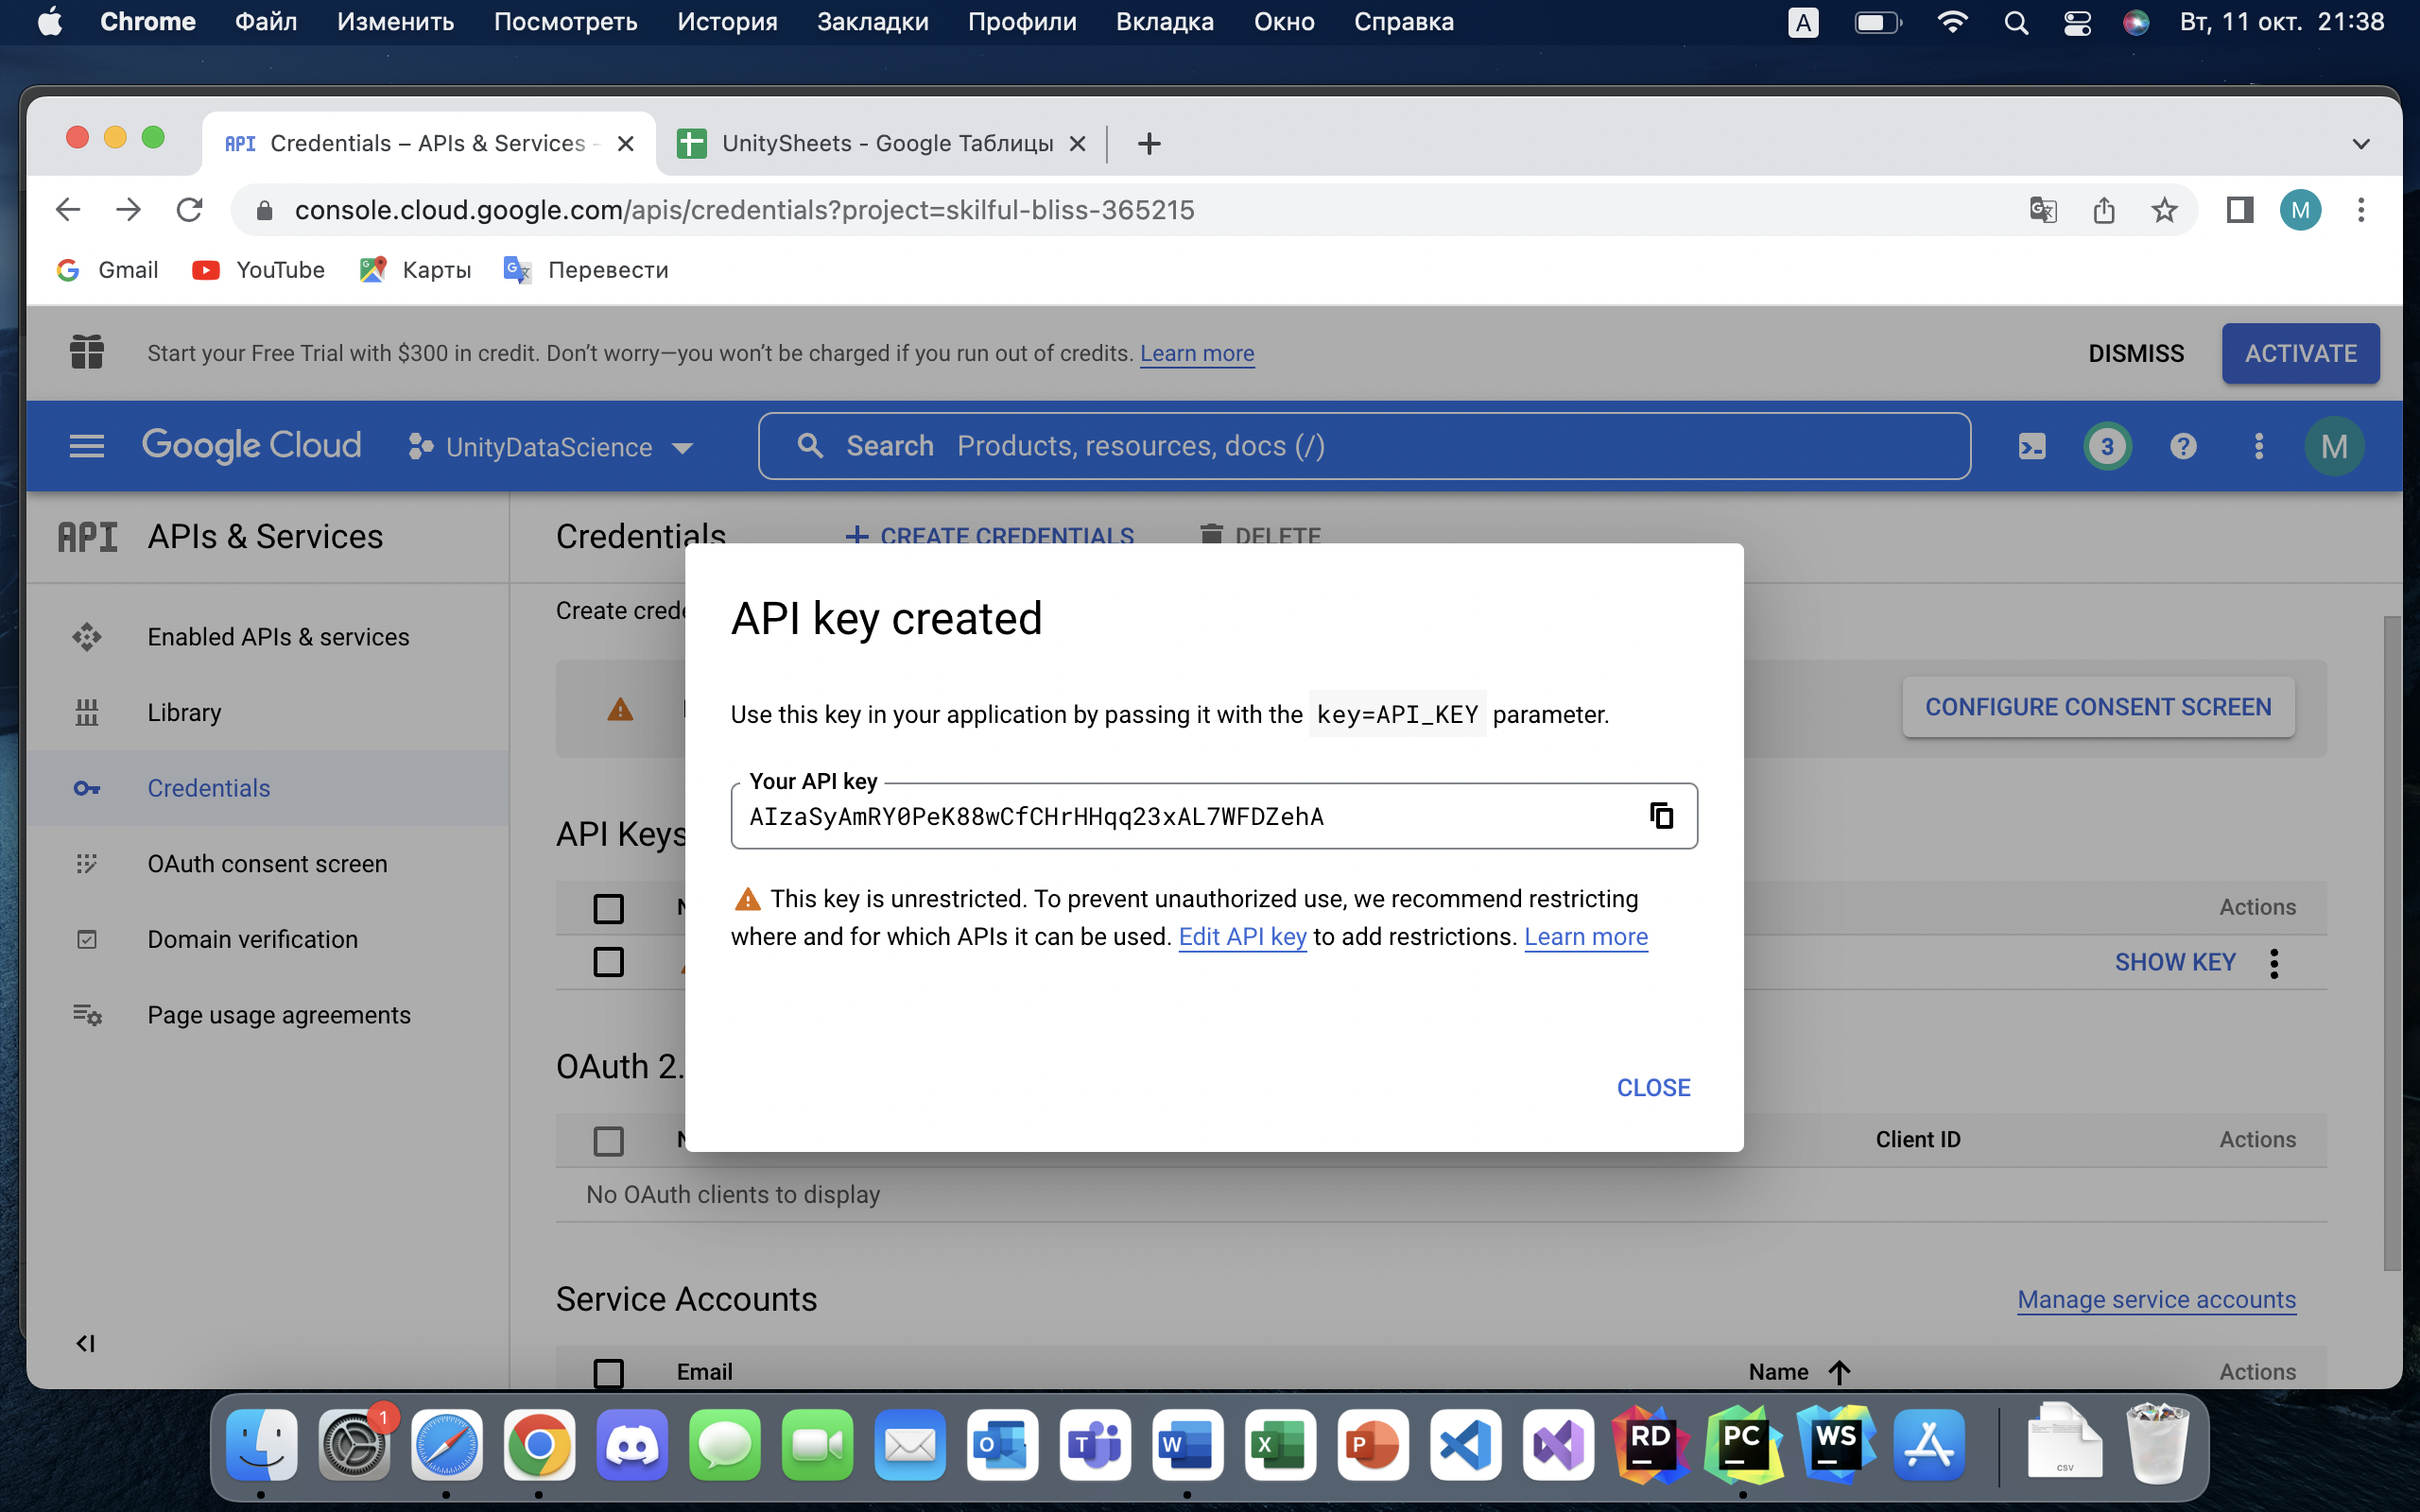 Chrome Файл Изменить Посмотреть История Закладки Профили Вкладка Окно Справка A Вт, 11 окт. 21:38
API Credentials – APIs & Services - UnitySheets - Google Таблицы
console.cloud.google.com/apis/credentials?project=skilful-bliss-365215 M
Gmail YouTube Карты Перевести
Start your Free Trial with $300 in credit. Don't worry—you won't be charged if you run out of credits. Learn more DISMISS ACTIVATE
Google Cloud UnityDataScience Search Products, resources, docs (/) 3 M
API APIs & Services Credentials CREATE CREDENTIALS DELETE
Enabled APIs & services
Library
Credentials
OAuth consent screen
Domain verification
Page usage agreements
Create crede
CONFIGURE CONSENT SCREEN
API Keys
Actions
SHOW KEY
OAuth 2.
Client ID Actions
No OAuth clients to display
Service Accounts Manage service accounts
Email Name Actions
API key created
Use this key in your application by passing it with the key=API_KEY parameter.
Your API key
AIzaSyAmRY0PeK88wCfCHrHHqq23xAL7WFDZehA
This key is unrestricted. To prevent unauthorized use, we recommend restricting
where and for which APIs it can be used. Edit API key to add restrictions. Learn more
CLOSE
1 O T W X P RD PC WS CSV